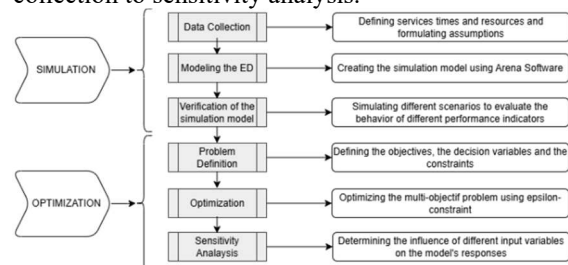 collection to sensitivity analysis.
Data Collection
Defining services times and resources and
formulating assumptions
SIMULATION
Modeling the ED
Creating the simulation model using Arena Software
Verification of the
simulation model
Simulating different scenarios to evaluate the
behavior of different performance indicators
Problem
Definition
Defining the objectives, the decision variables and the
constraints
OPTIMIZATION
Optimization
Optimizing the multi-objectif problem using epsilon-
constraint
Sensitivity
Analaysis
Determining the influence of different input variables
on the model's responses